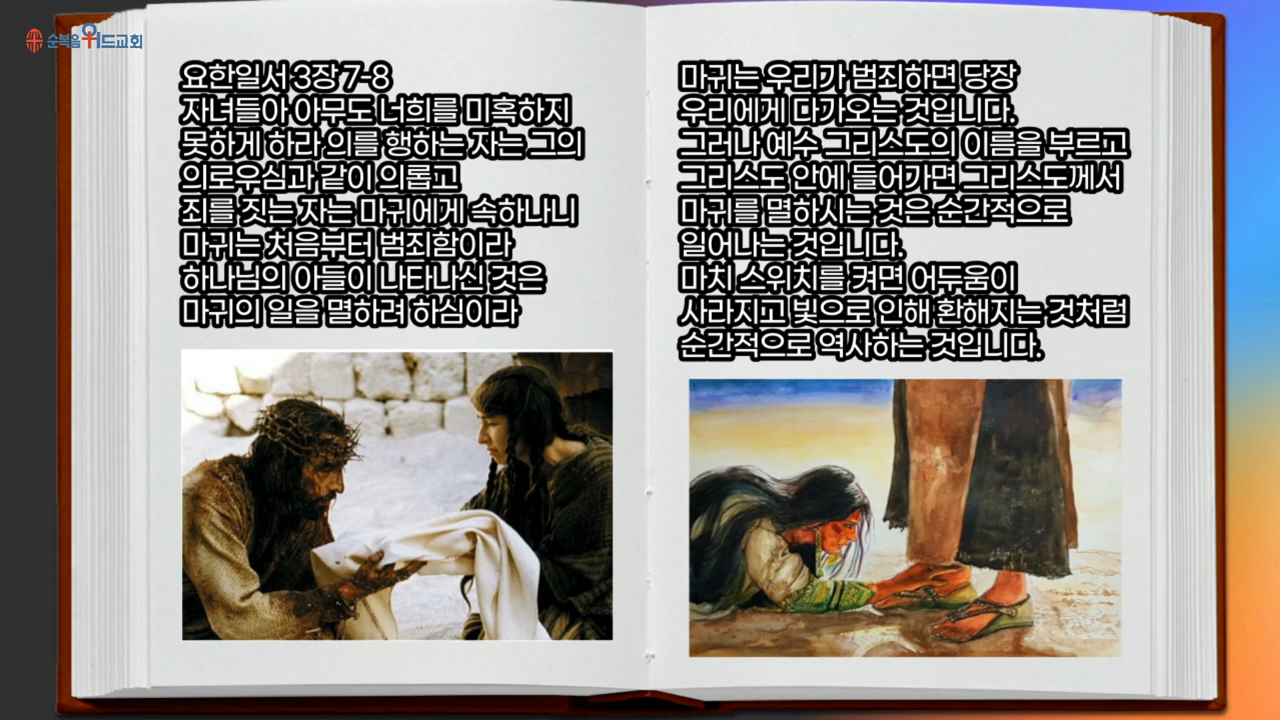 순복음위드교회
요한일서 3장 7-8
자녀들아 아무도 너희를 미혹하지
못하게 하라 의를 행하는 자는 그의
의로우심과 같이 의롭고
죄를 짓는 자는 마귀에게 속하나니
마귀는 처음부터 범죄함이라
하나님의 아들이 나타나신 것은
마귀의 일을 멸하려 하심이라
마귀는 우리가 범죄하면 당장
우리에게 다가오는 것입니다.
그러나 예수 그리스도의 이름을 부르고
그리스도 안에 들어가면 그리스도께서
마귀를 멸하시는 것은 순간적으로
일어나는 것입니다.
마치 스위치를 켜면 어두움이
사라지고 빛으로 인해 환해지는 것처럼
순간적으로 역사하는 것입니다.